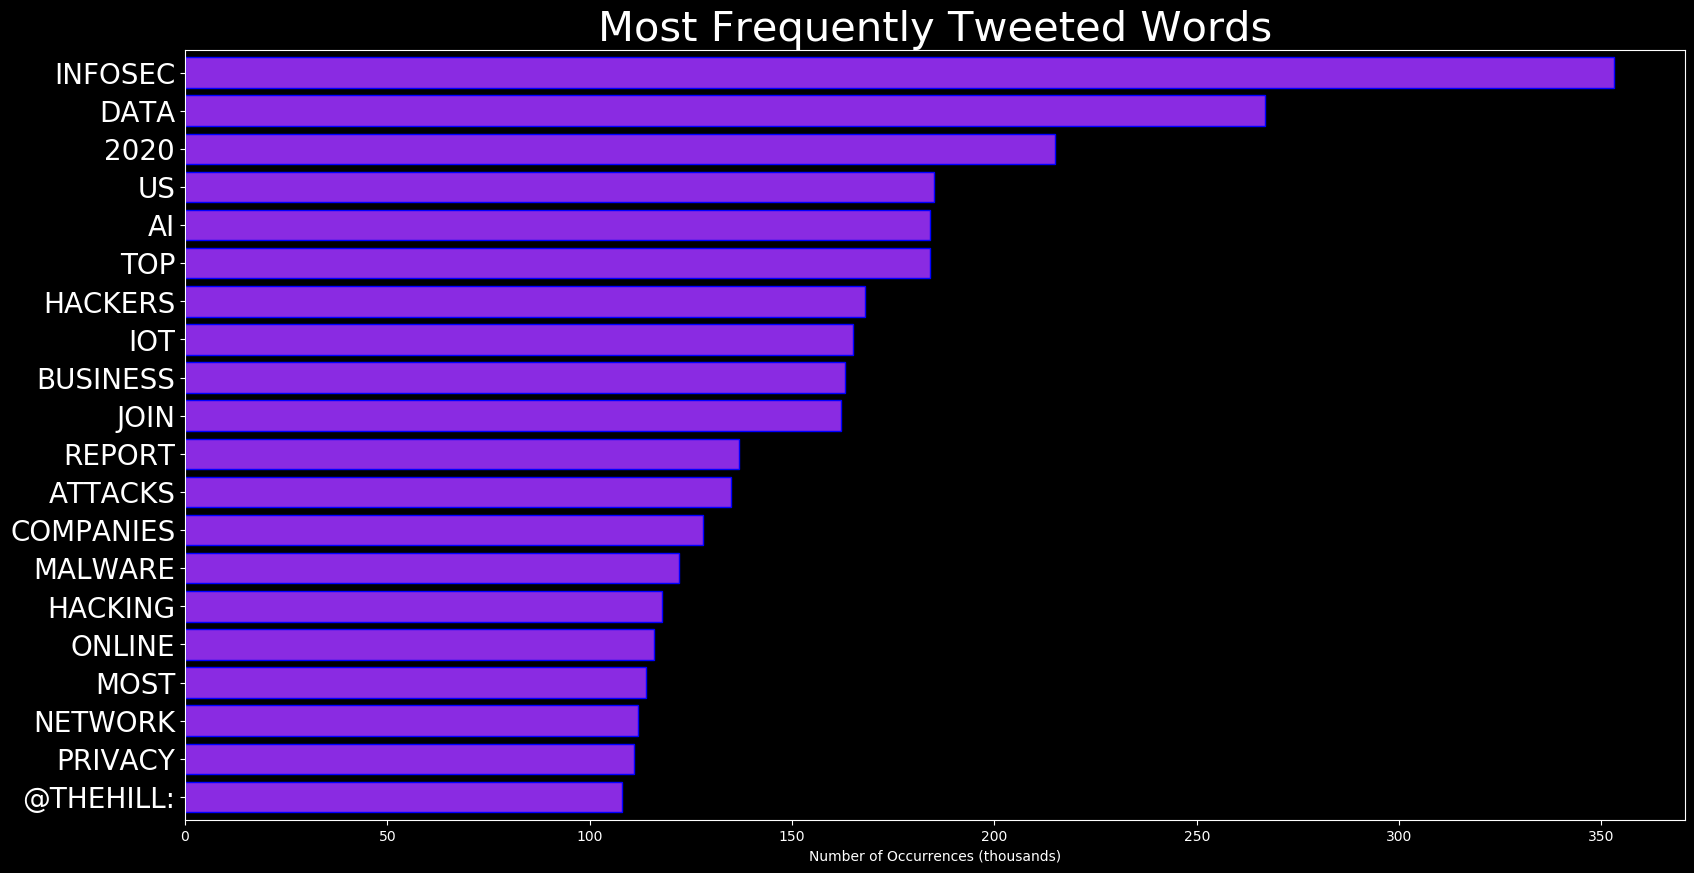 Most Frequently Tweeted Words
INFOSEC
DATA
2020
US
AI
TOP
HACKERS
IOT
BUSINESS
JOIN
REPORT
ATTACKS
COMPANIES
MALWARE
HACKING
ONLINE
MOST
NETWORK
PRIVACY
@THEHILL:
0 50 100 150 200 250 300 350
Number of Occurrences (thousands)